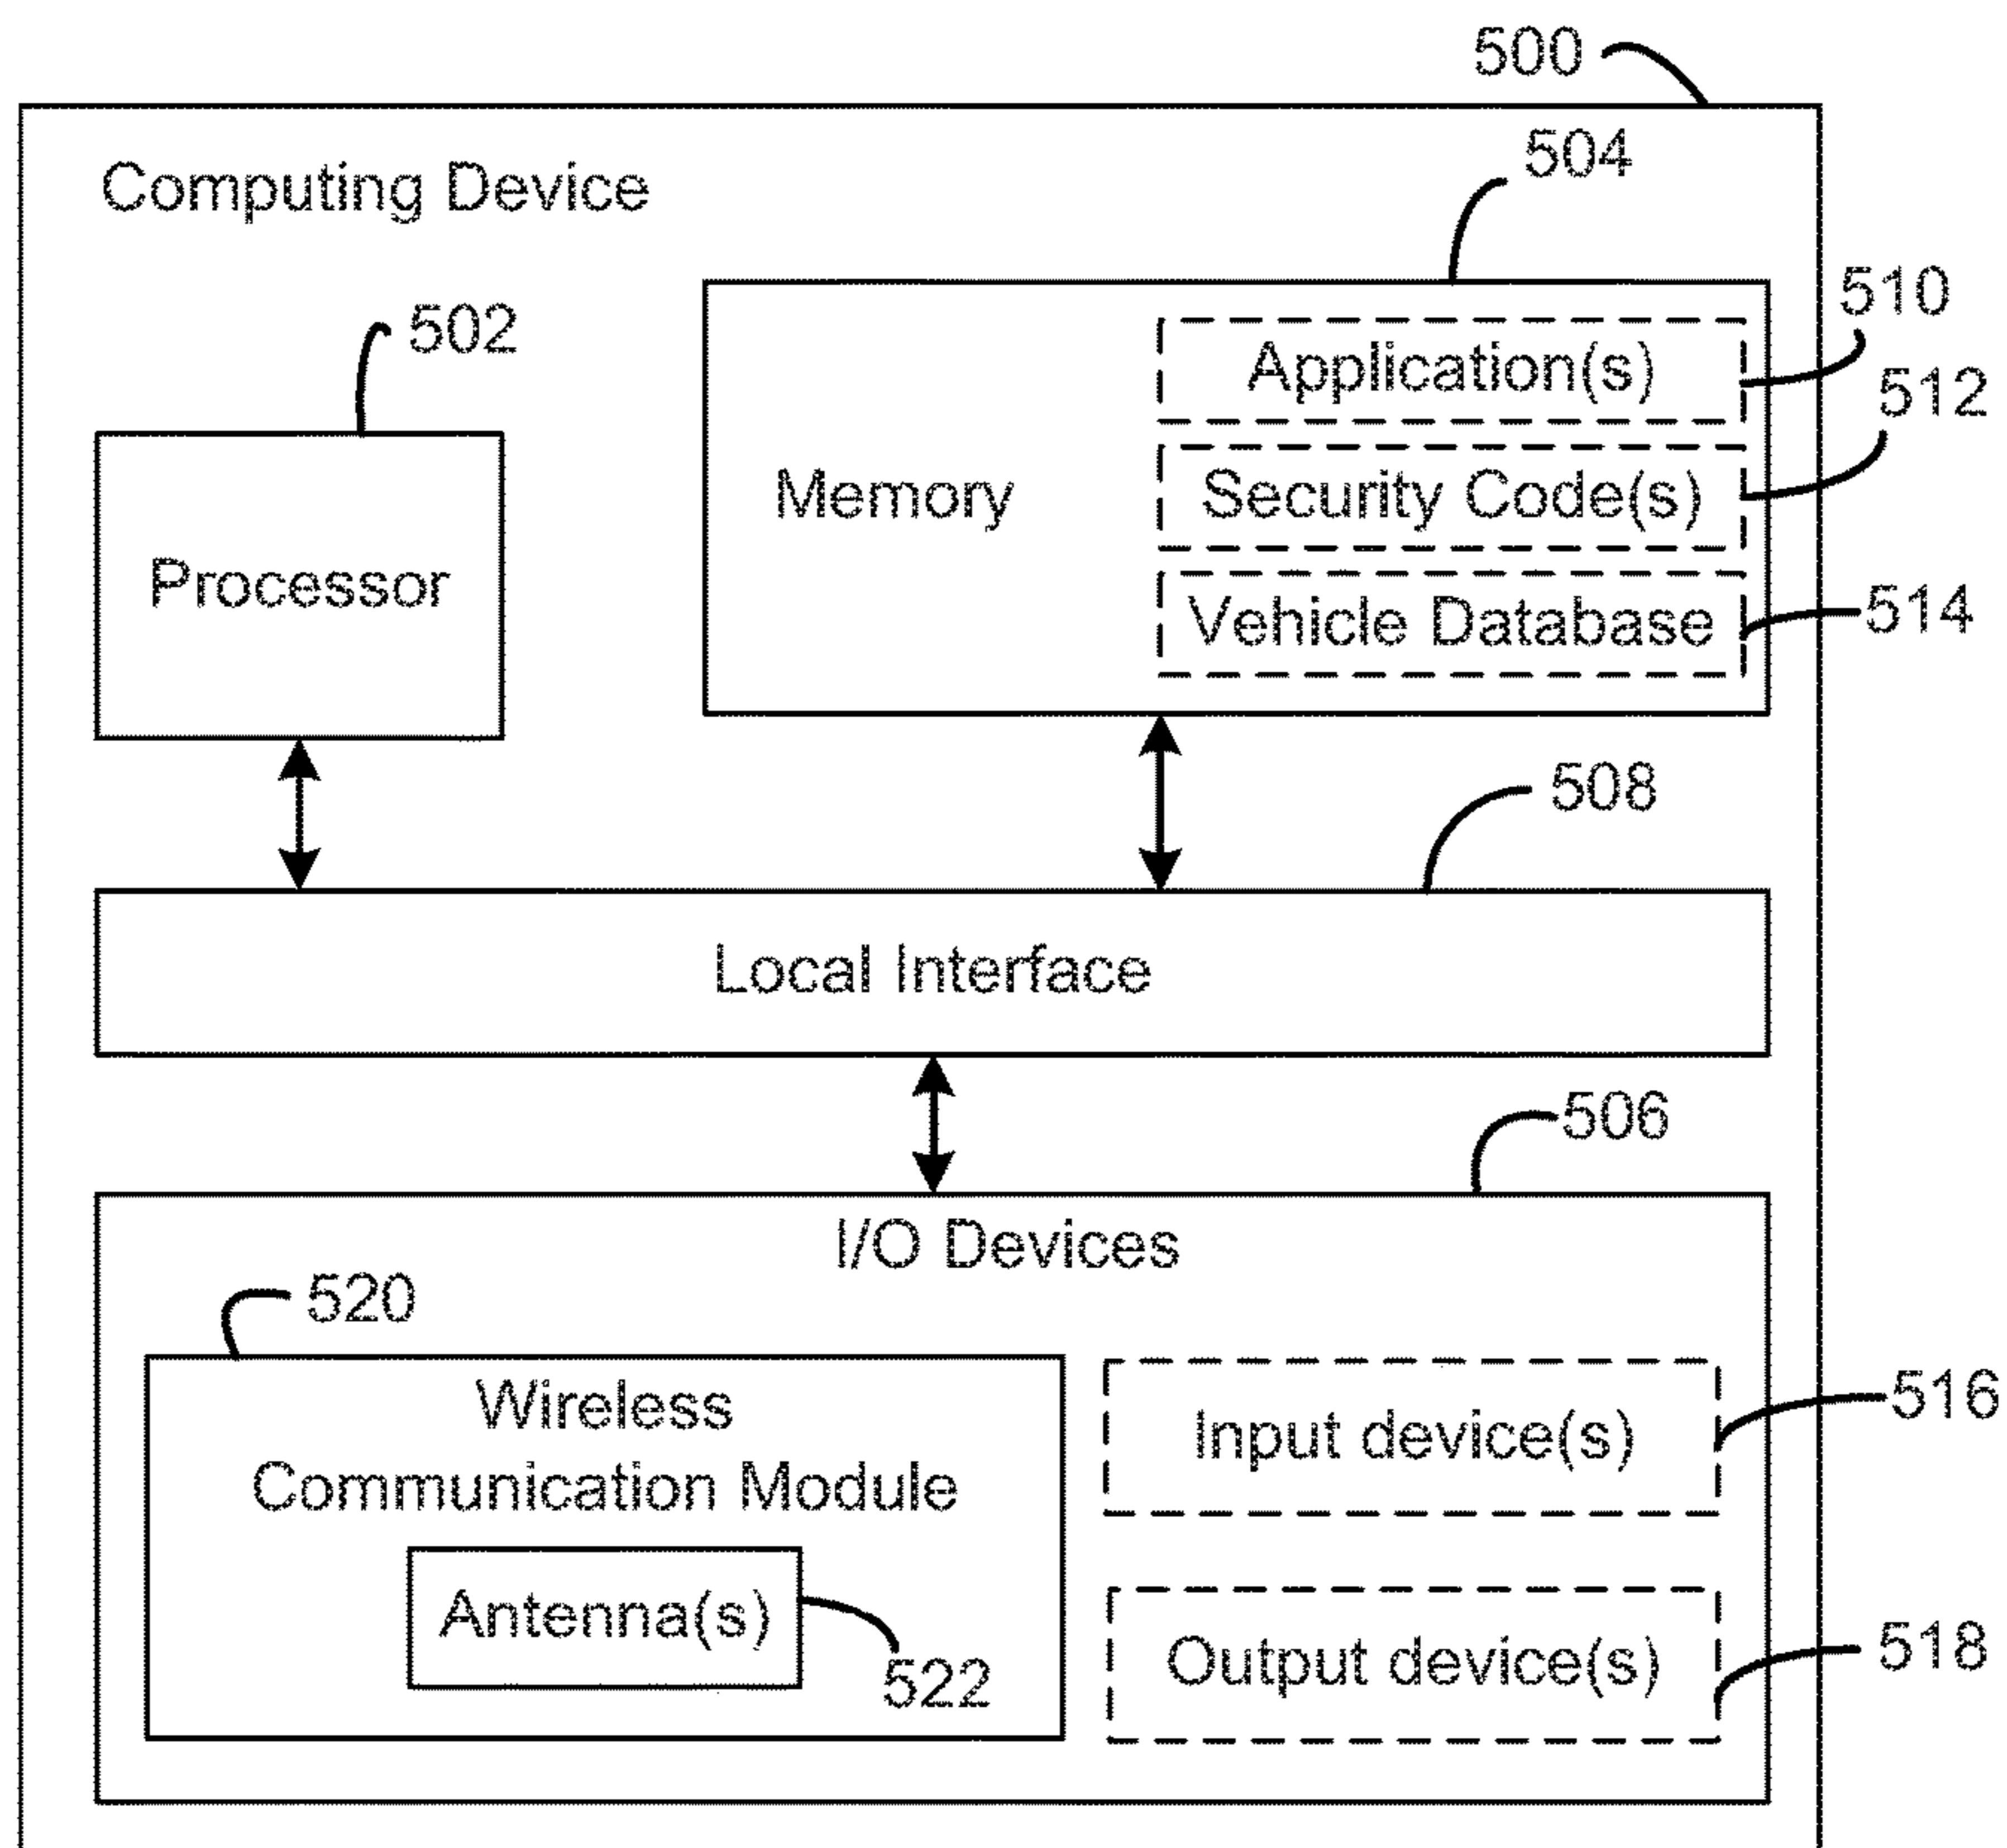 500
Computing Device
504
502
510
Application(s)
512
Memory
Security Code(s)
Processor
Vehicle Database
514
508
Local Interface
506
I/O Devices
520
Wireless
Communication Module
Input device(s)
516
Antenna(s)
Output device(s)
518
522